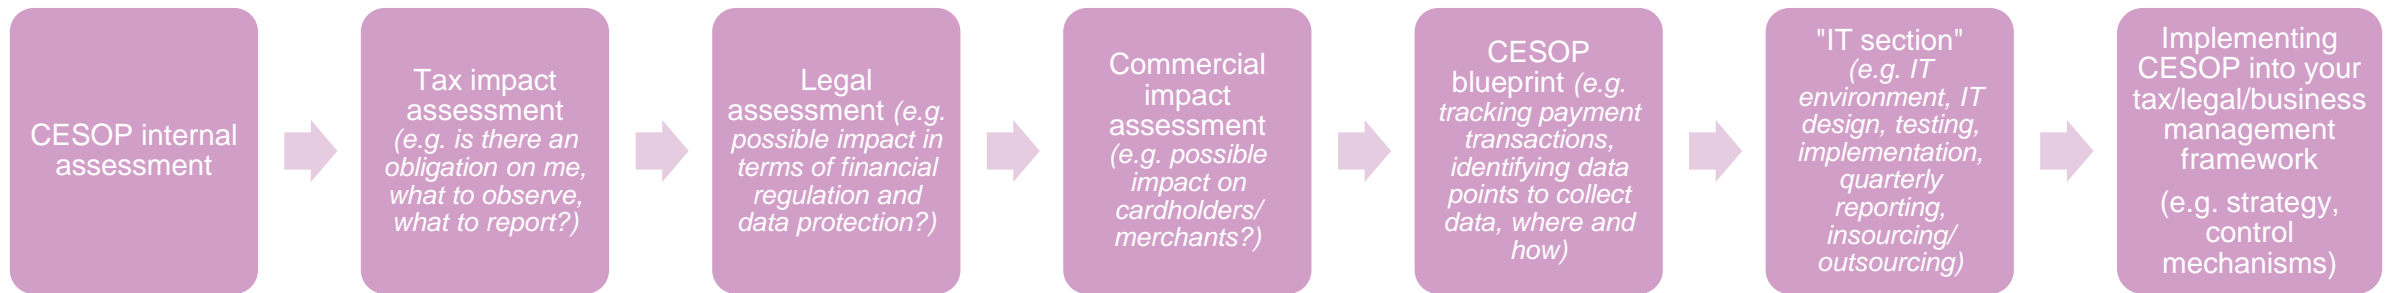 CESOP internal
assessment
Tax impact
assessment
(e.g. is there an
obligation on me,
what to observe,
what to report?)
Legal
assessment (e.g.
possible impact in
terms of financial
regulation and
data protection?)
Commercial
impact
assessment
(e.g. possible
impact on
cardholders/
merchants?)
CESOP
blueprint (e.g.
tracking payment
transactions,
identifying data
points to collect
data, where and
how)
"IT section"
(e.g. IT
environment, IT
design, testing,
implementation,
quarterly
reporting,
insourcing/
outsourcing)
Implementing
CESOP into your
tax/legal/business
management
framework
(e.g. strategy,
control
mechanisms)